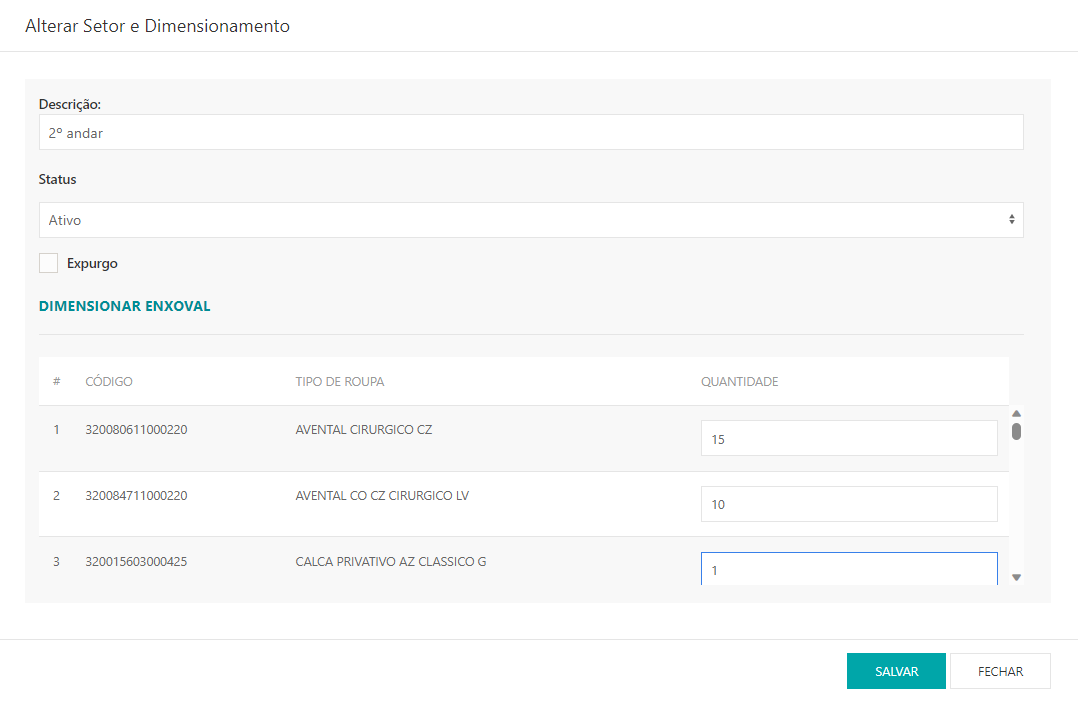 Alterar Setor e Dimensionamento
Descrição:
2º andar
Status
Ativo
Expurgo
DIMENSIONAR ENXOVAL
# CÓDIGO TIPO DE ROUPA QUANTIDADE
1 320080611000220 AVENTAL CIRURGICO CZ 15
2 320084711000220 AVENTAL CO CZ CIRURGICO LV 10
3 320015603000425 CALCA PRIVATIVO AZ CLASSICO G 1
SALVAR FECHAR